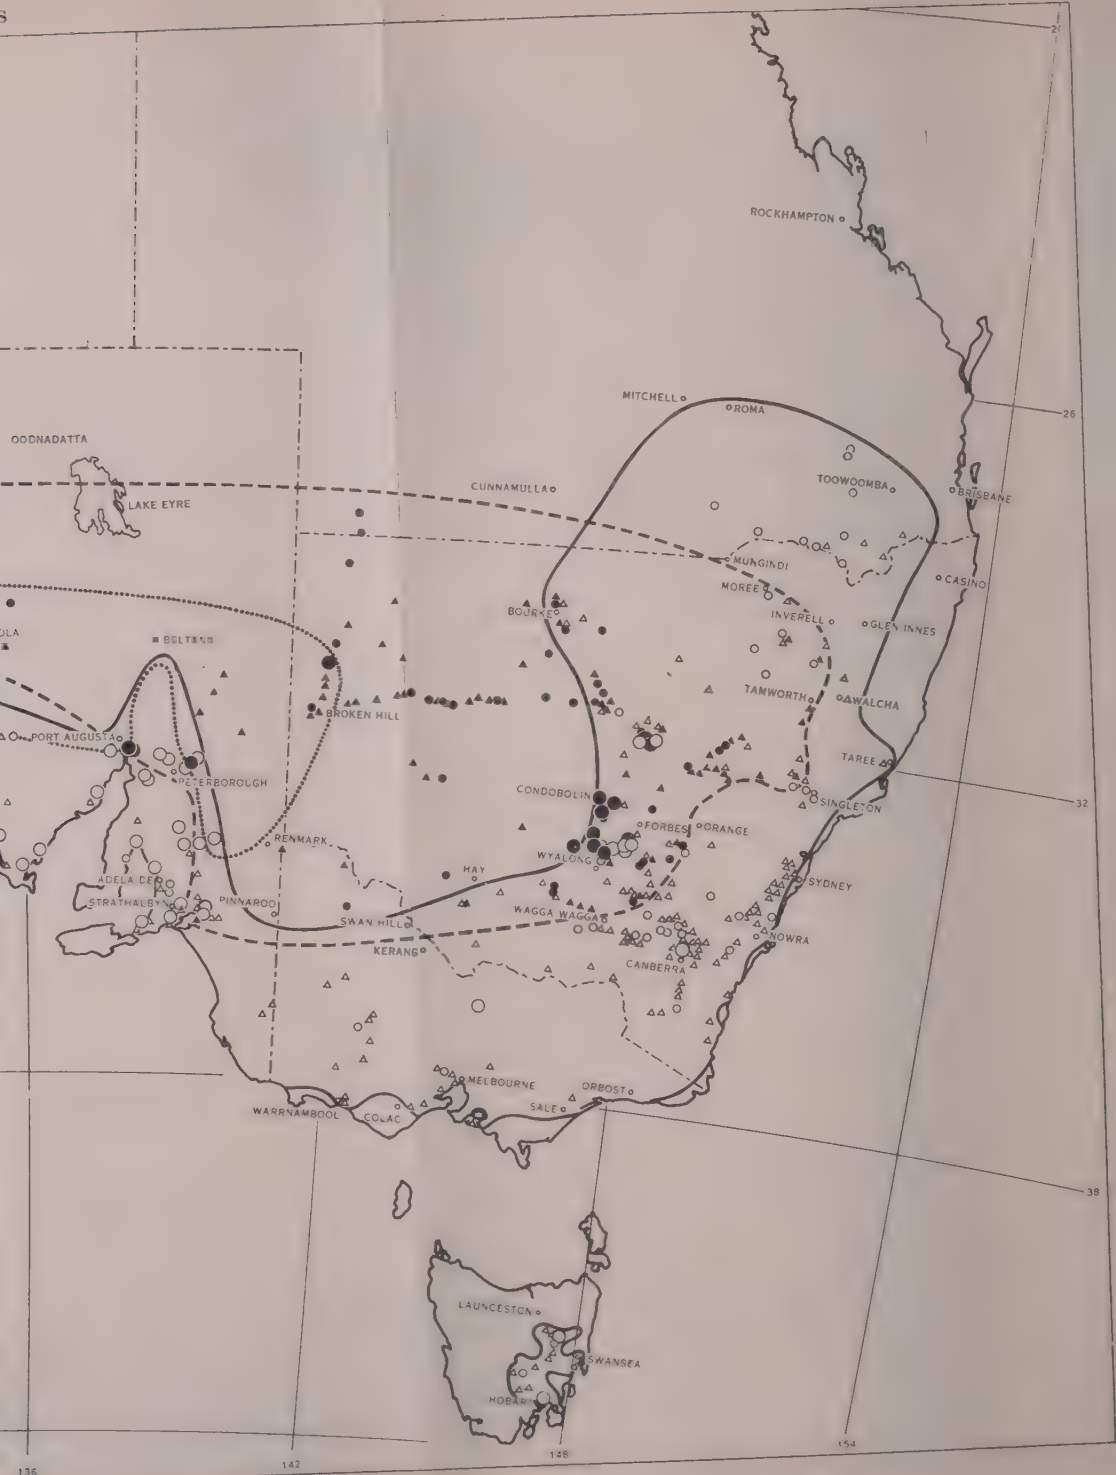 S
ROCKHAMPTON
26
MITCHELL
ROMA
OODNADATTA
LAKE EYRE
CUNNAMULLA
TOOWOOMBA
BRISBANE
MUNGINDI
MOREE
CASINO
BOURKE
INVERELL
GLEN INNES
BELTANA
TAMWORTH
WALCHA
BROKEN HILL
PORT AUGUSTA
PETERBOROUGH
TAREE
CONDOBOLIN
SINGLETON
32
FORBES
ORANGE
RENMARK
WYALONG
HAY
SYDNEY
ADELAIDE
STRATHALBYN
PINNAROO
SWAN HILL
WAGGA WAGGA
NOWRA
KERANG
CANBERRA
MELBOURNE
ORBOST
WARRNAMBOOL
COLAC
SALE
38
LAUNCESTON
SWANSEA
HOBART
136
142
148
154